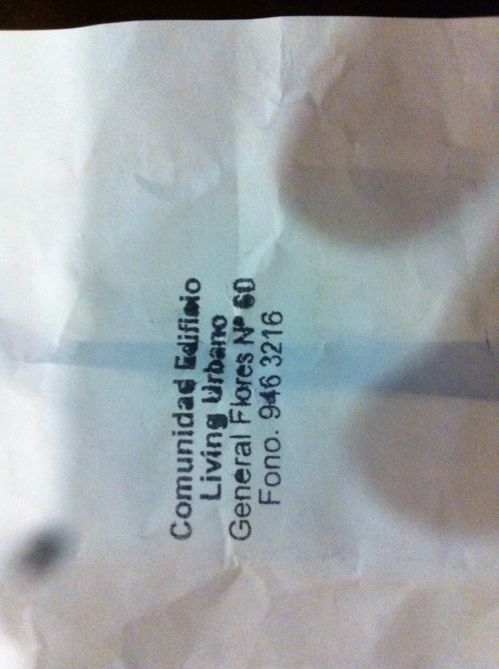 Comunidad Edificio
Living Urbano
General Flores Nº 60
Fono. 946 3216